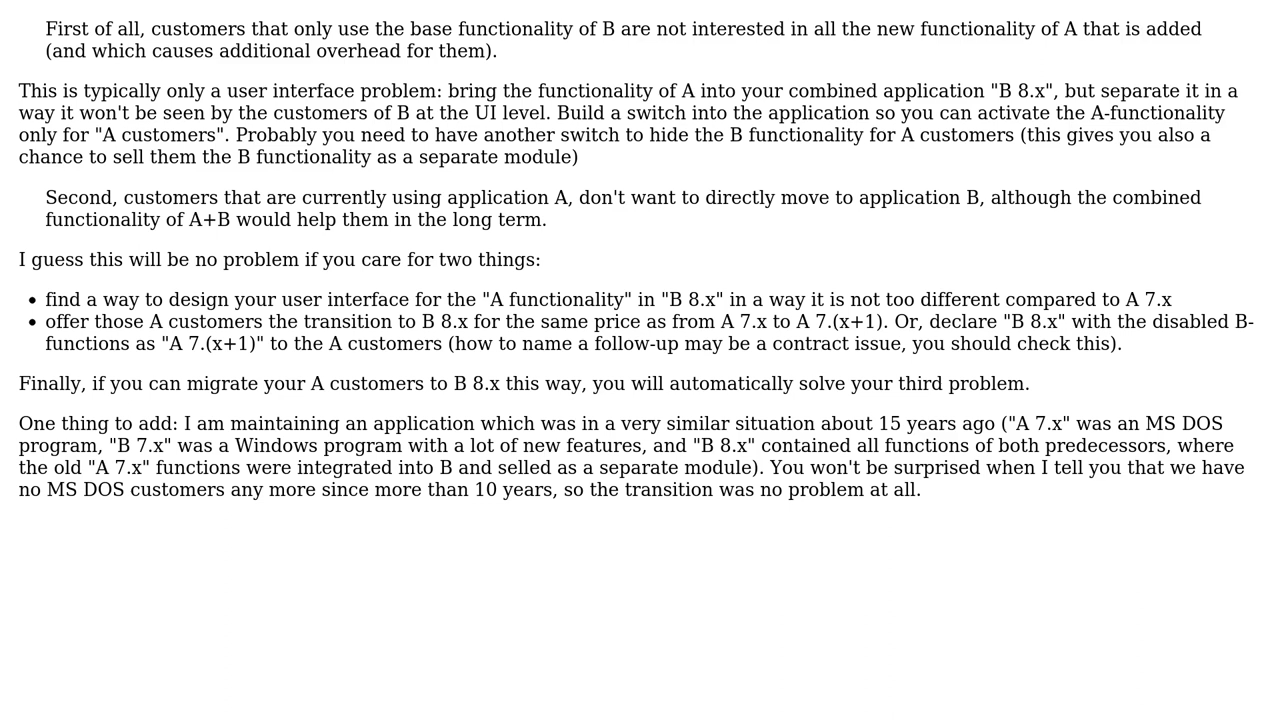 First of all, customers that only use the base functionality of B are not interested in all the new functionality of A that is added
(and which causes additional overhead for them).
This is typically only a user interface problem: bring the functionality of A into your combined application "B 8.x", but separate it in a
way it won't be seen by the customers of B at the UI level. Build a switch into the application so you can activate the A-functionality
only for "A customers". Probably you need to have another switch to hide the B functionality for A customers (this gives you also a
chance to sell them the B functionality as a separate module)
Second, customers that are currently using application A, don't want to directly move to application B, although the combined
functionality of A+B would help them in the long term.
I guess this will be no problem if you care for two things:
• find a way to design your user interface for the "A functionality" in "B 8.x" in a way it is not too different compared to A 7.x
• offer those A customers the transition to B 8.x for the same price as from A 7.x to A 7.(x+1). Or, declare "B 8.x" with the disabled B-
functions as "A 7.(x+1)" to the A customers (how to name a follow-up may be a contract issue, you should check this).
Finally, if you can migrate your A customers to B 8.x this way, you will automatically solve your third problem.
One thing to add: I am maintaining an application which was in a very similar situation about 15 years ago ("A 7.x" was an MS DOS
program, "B 7.x" was a Windows program with a lot of new features, and "B 8.x" contained all functions of both predecessors, where
the old "A 7.x" functions were integrated into B and selled as a separate module). You won't be surprised when I tell you that we have
no MS DOS customers any more since more than 10 years, so the transition was no problem at all.